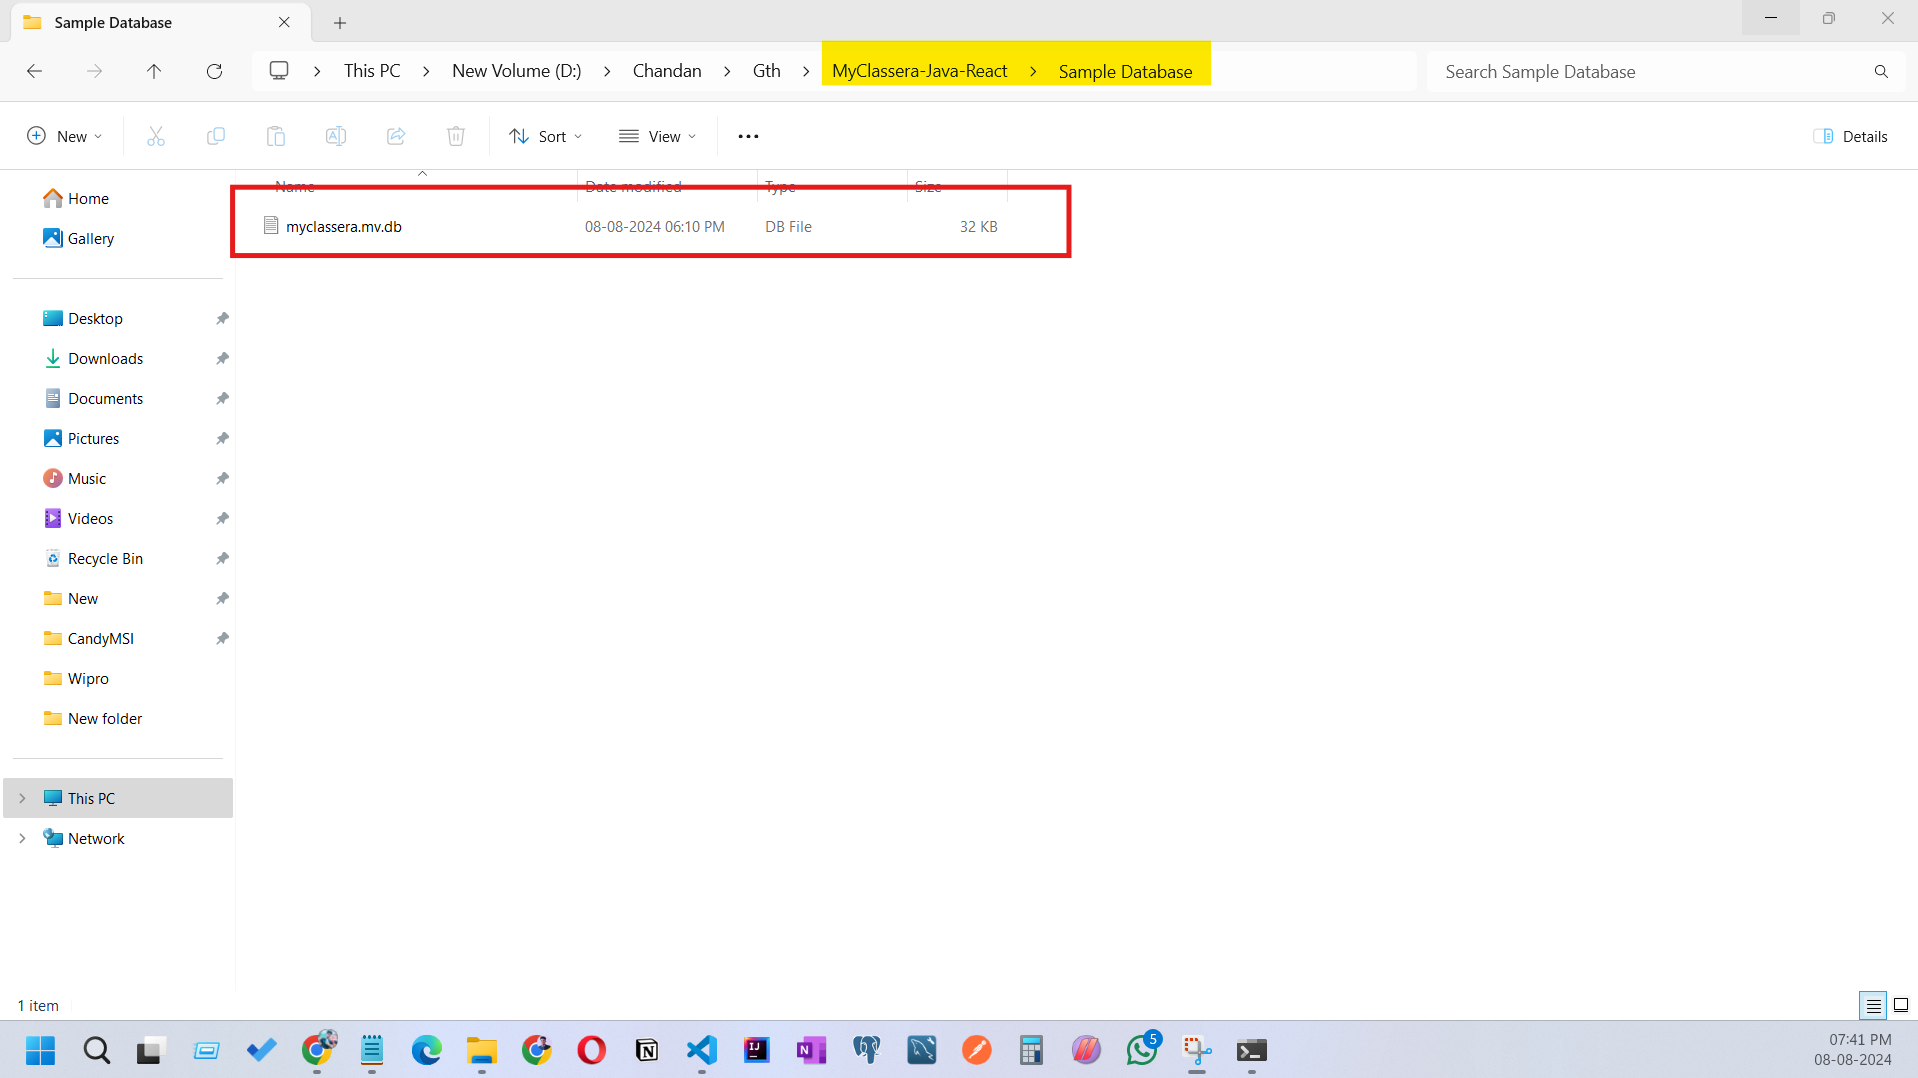 Sample Database
This PC > New Volume (D:) > Chandan > Gth > MyClassera-Java-React > Sample Database
Search Sample Database
New
Sort
View
Details
Name Date modified Type Size
myclassera.mv.db 08-08-2024 06:10 PM DB File 32 KB
Home
Gallery
Desktop
Downloads
Documents
Pictures
Music
Videos
Recycle Bin
New
CandyMSI
Wipro
New folder
This PC
Network
1 item
5
07:41 PM
08-08-2024